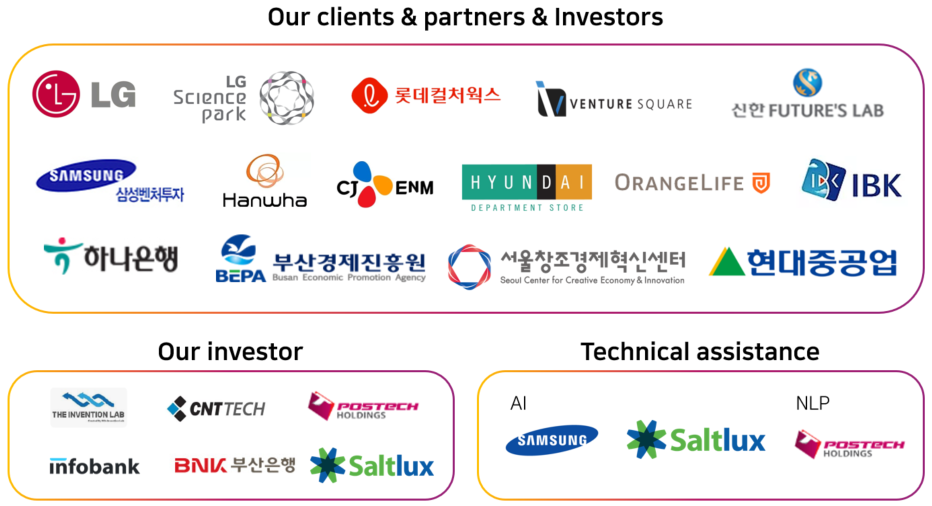 Our clients & partners & Investors
LG
LG Science park
롯데컬처웍스
VENTURE SQUARE
신한 FUTURE'S LAB
SAMSUNG
삼성벤처투자
Hanwha
CJ ENM
HYUNDAI
DEPARTMENT STORE
ORANGELIFE
IBK
하나은행
BEPA
부산경제진흥원
Busan Economic Promotion Agency
서울창조경제혁신센터
Seoul Center for Creative Economy & Innovation
현대중공업
Our investor
THE INVENTION LAB
CNTTECH
POSTECH
HOLDINGS
infobank
BNK 부산은행
Saltlux
Technical assistance
AI
NLP
SAMSUNG
Saltlux
POSTECH
HOLDINGS